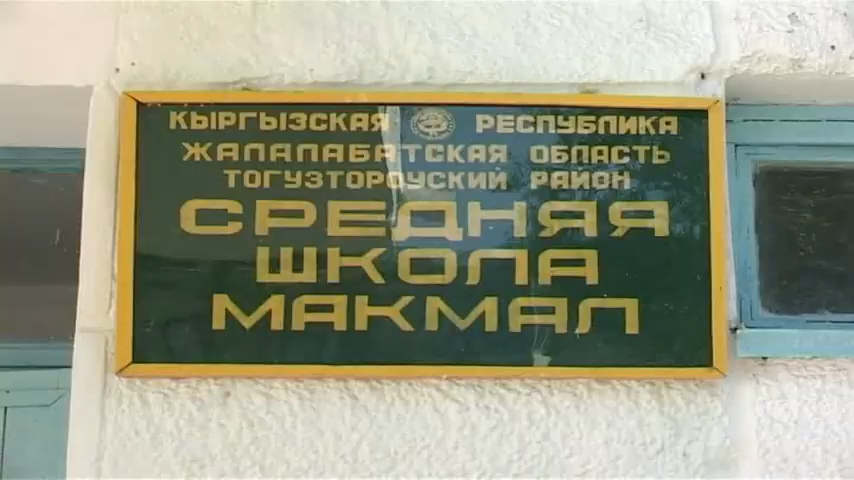 КЫРГЫЗСКАЯ РЕСПУБЛИКА
ЖАЛАЛАБАТСКАЯ ОБЛАСТЬ
ТОГУЗТОРОУСКИЙ РАЙОН
СРЕДНЯЯ
ШКОЛА
МАКМАЛ